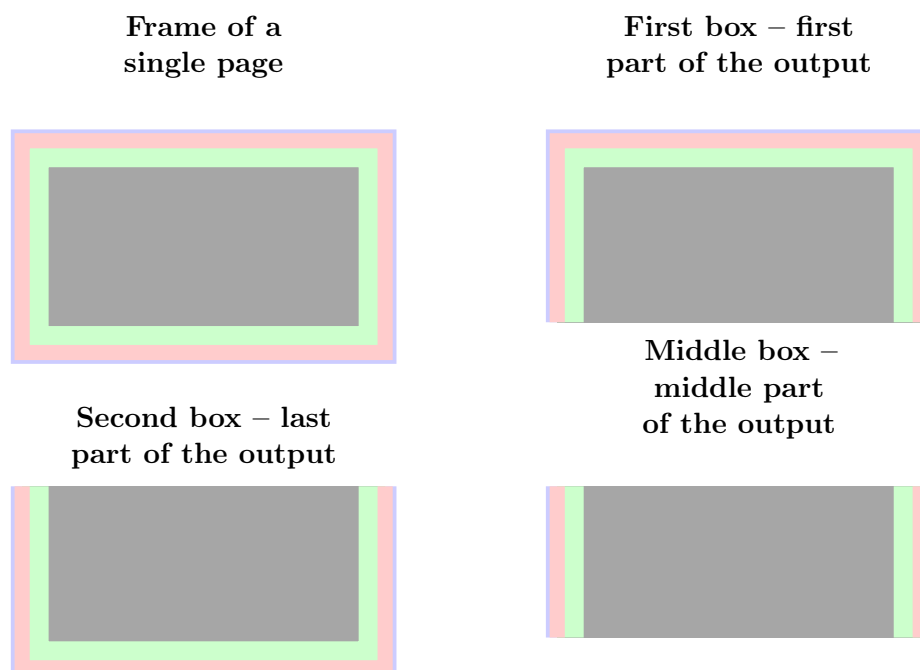 Frame of a
single page
First box – first
part of the output
Second box – last
part of the output
Middle box –
middle part
of the output